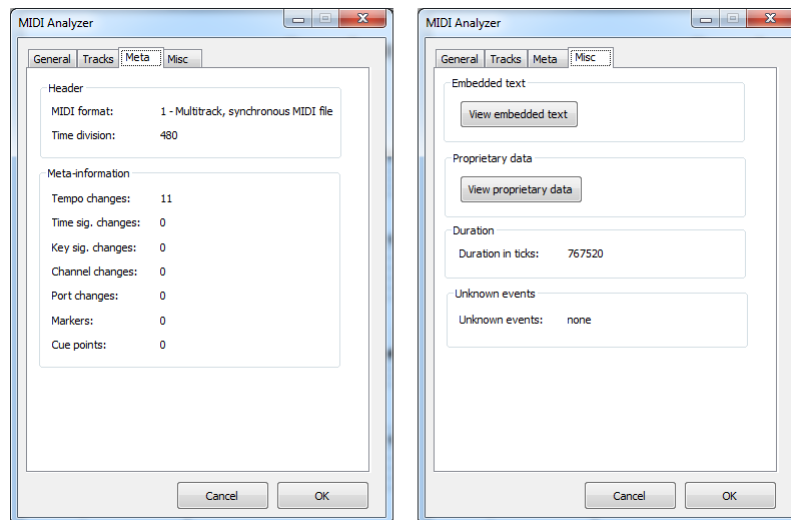 MIDI Analyzer
General Tracks Meta Misc
Header
MIDI format: 1 - Multitrack, synchronous MIDI file
Time division: 480
Meta-information
Tempo changes: 11
Time sig. changes: 0
Key sig. changes: 0
Channel changes: 0
Port changes: 0
Markers: 0
Cue points: 0
Cancel OK
MIDI Analyzer
General Tracks Meta Misc
Embedded text
View embedded text
Proprietary data
View proprietary data
Duration
Duration in ticks: 767520
Unknown events
Unknown events: none
Cancel OK